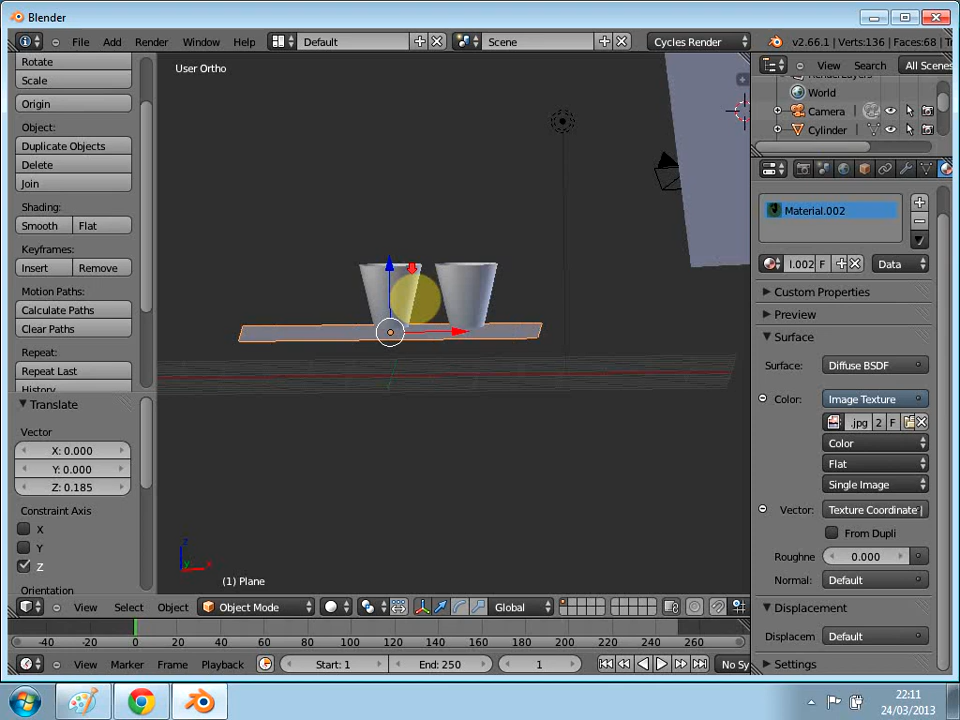 Blender
File Add Render Window Help Default Scene Cycles Render v2.66.1 | Verts:136 | Faces:68 |
Rotate
Scale
Origin
Object:
Duplicate Objects
Delete
Join
Shading:
Smooth Flat
Keyframes:
Insert Remove
Motion Paths:
Calculate Paths
Clear Paths
Repeat:
Repeat Last
Translate
Vector
X: 0.000
Y: 0.000
Z: 0.185
Constraint Axis
X
Y
Z
Orientation
User Ortho
z
y x
(1) Plane
View Select Object Object Mode Global
-40 -20 0 20 40 60 80 100 120 140 160 180 200 220 240 260
View Marker Frame Playback Start: 1 End: 250 1 No Sy
View Search All Scenes
World
Camera
Cylinder
Material.002
l.002 F Data
Custom Properties
Preview
Surface
Surface: Diffuse BSDF
Color: Image Texture
.jpg 2 F
Color
Flat
Single Image
Vector: Texture Coordinate |
From Dupli
Roughne 0.000
Normal: Default
Displacement
Displacem Default
Settings
22:11
24/03/2013